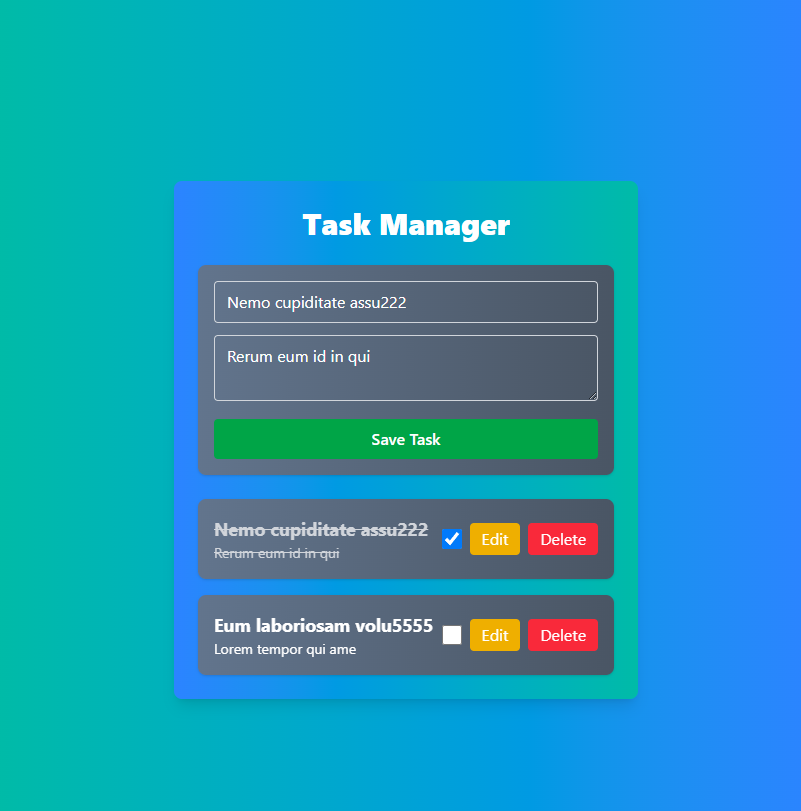 Task Manager
Nemo cupiditate assu222
Rerum eum id in qui
Save Task
Nemo cupiditate assu222
Rerum eum id in qui
Edit
Delete
Eum laboriosam volu5555
Lorem tempor qui ame
Edit
Delete